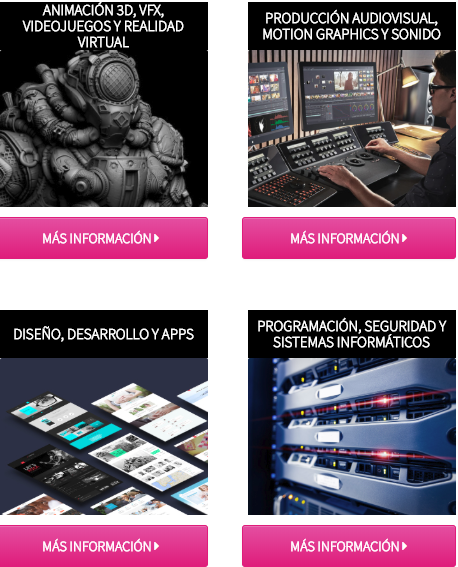 ANIMACIÓN 3D, VFX,
VIDEOJUEGOS Y REALIDAD
VIRTUAL
PRODUCCIÓN AUDIOVISUAL,
MOTION GRAPHICS Y SONIDO
MÁS INFORMACIÓN
MÁS INFORMACIÓN
DISEÑO, DESARROLLO Y APPS
PROGRAMACIÓN, SEGURIDAD Y
SISTEMAS INFORMÁTICOS
MÁS INFORMACIÓN
MÁS INFORMACIÓN